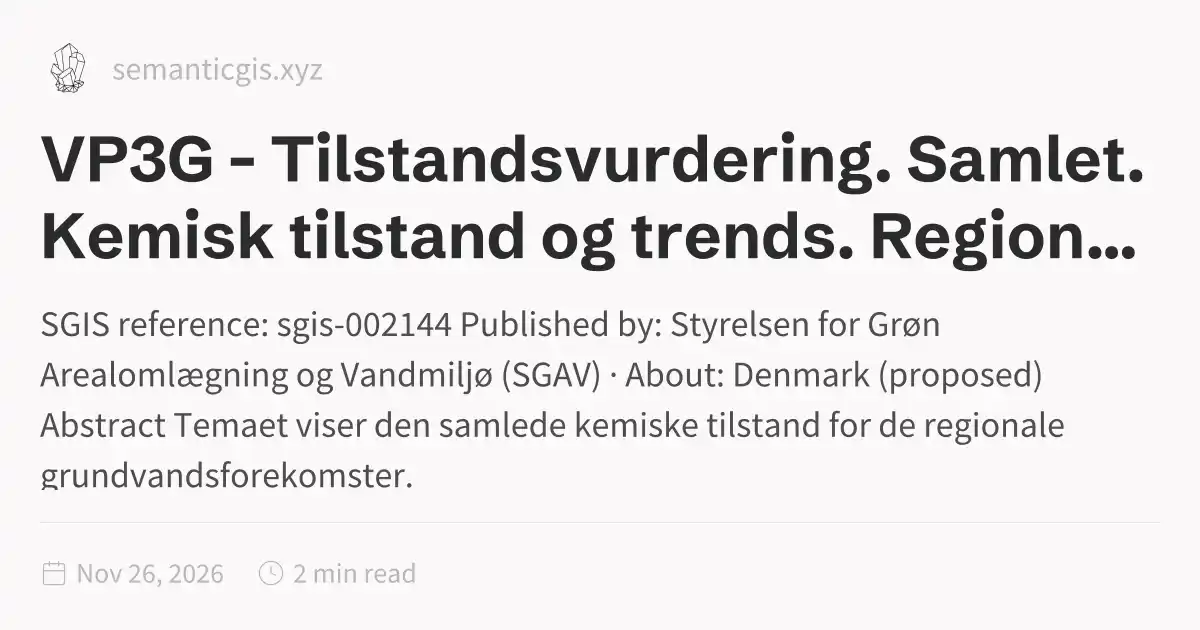 semanticgis.xyz
VP3G - Tilstandsvurdering. Samlet.
Kemisk tilstand og trends. Region...
SGIS reference: sgis-002144 Published by: Styrelsen for Grøn
Arealomlægning og Vandmiljø (SGAV) · About: Denmark (proposed)
Abstract Temaet viser den samlede kemiske tilstand for de regionale
grundvandsforekomster.
Nov 26, 2026 2 min read